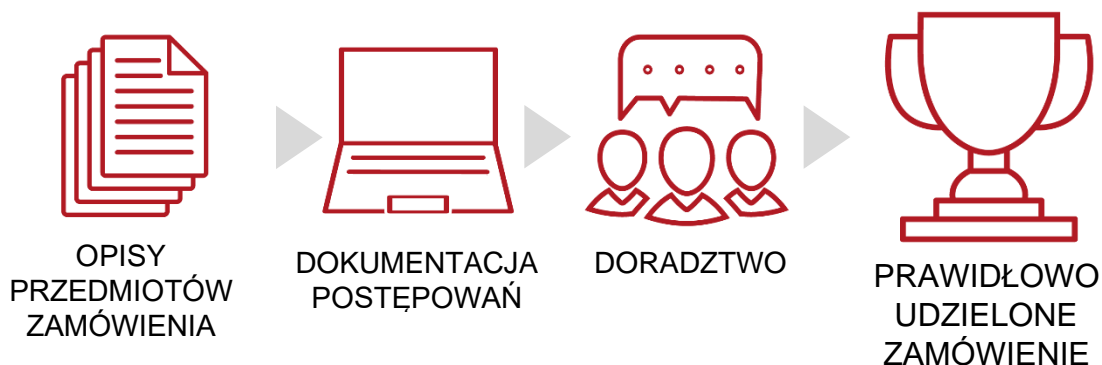 OPISY
PRZEDMIOTÓW
ZAMÓWIENIA
DOKUMENTACJA
POSTĘPOWAŃ
DORADZTWO
PRAWIDŁOWO
UDZIELONE
ZAMÓWIENIE